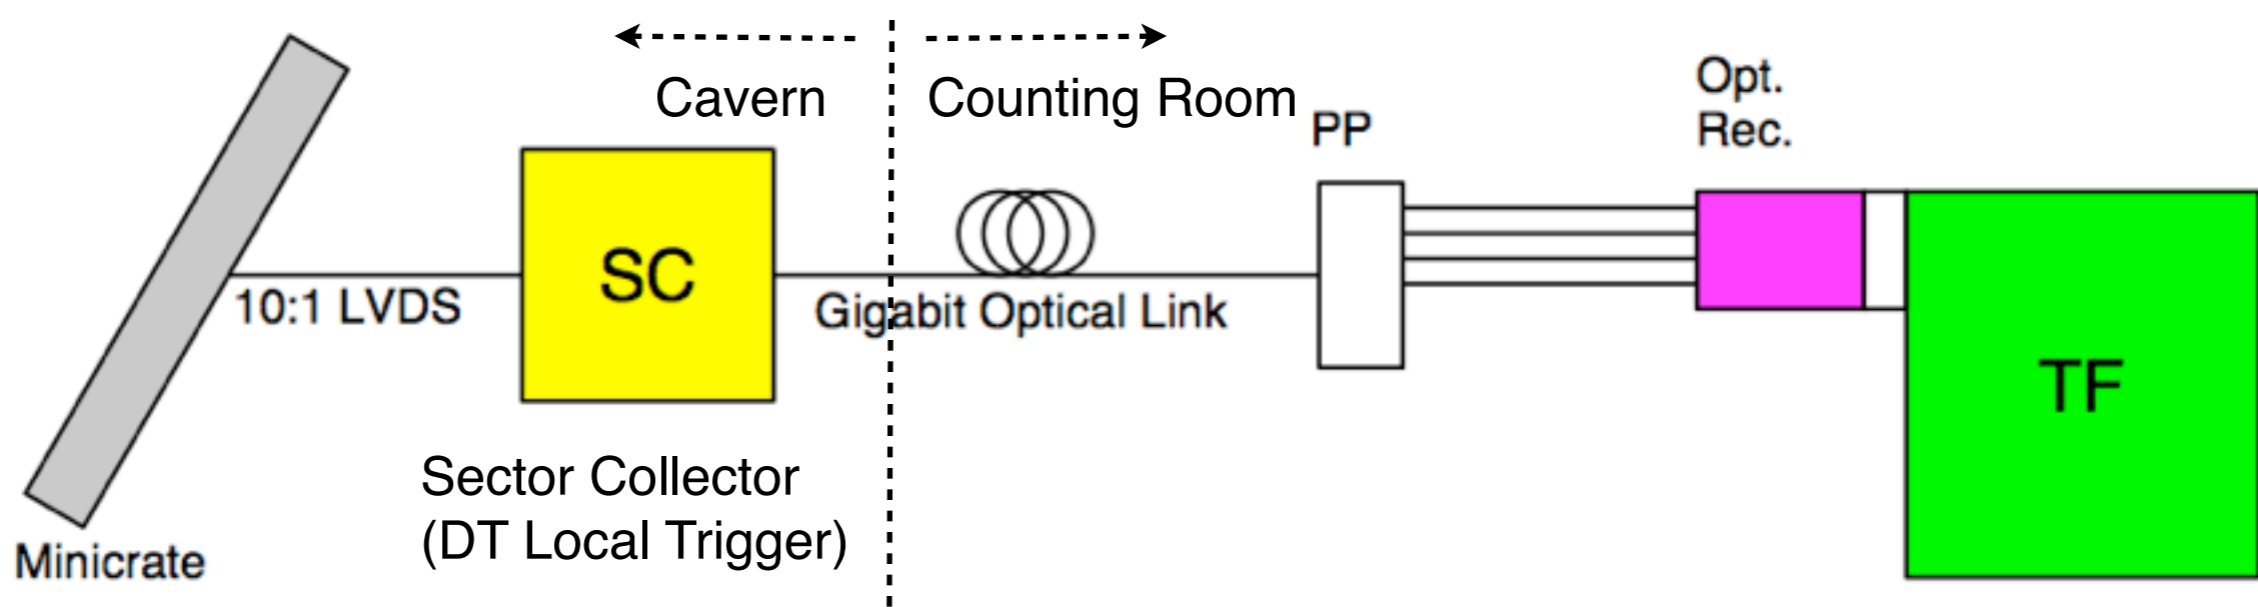 Cavern
Counting Room
PP
Opt.
Rec.
SC
10:1 LVDS
Gigabit Optical Link
TF
Sector Collector
(DT Local Trigger)
Minicrate